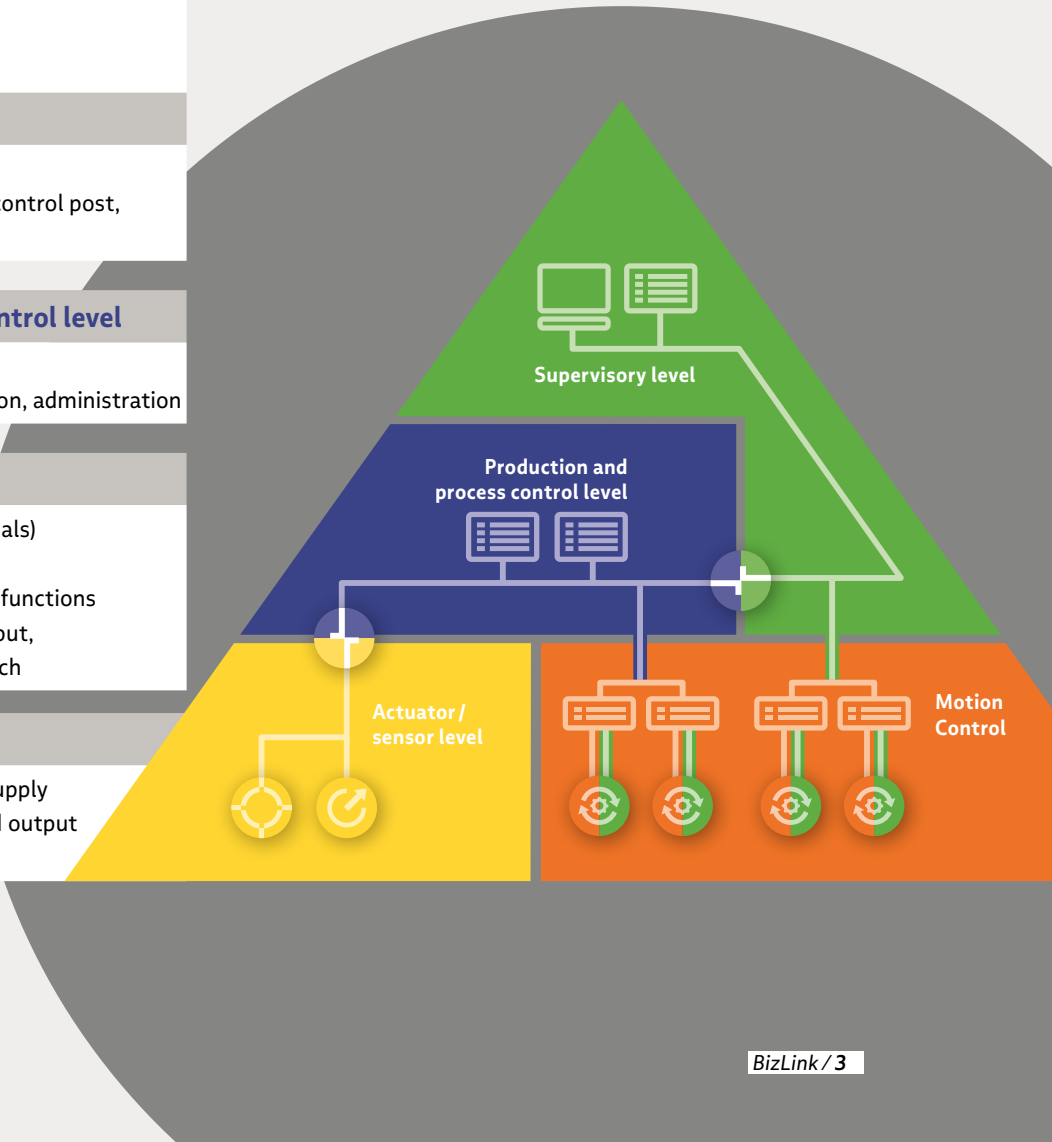 control post,
ntrol level
on, administration
als)
functions
out,
ch
upply
output
Supervisory level
Production and
process control level
Actuator /
sensor level
Motion
Control
BizLink / 3